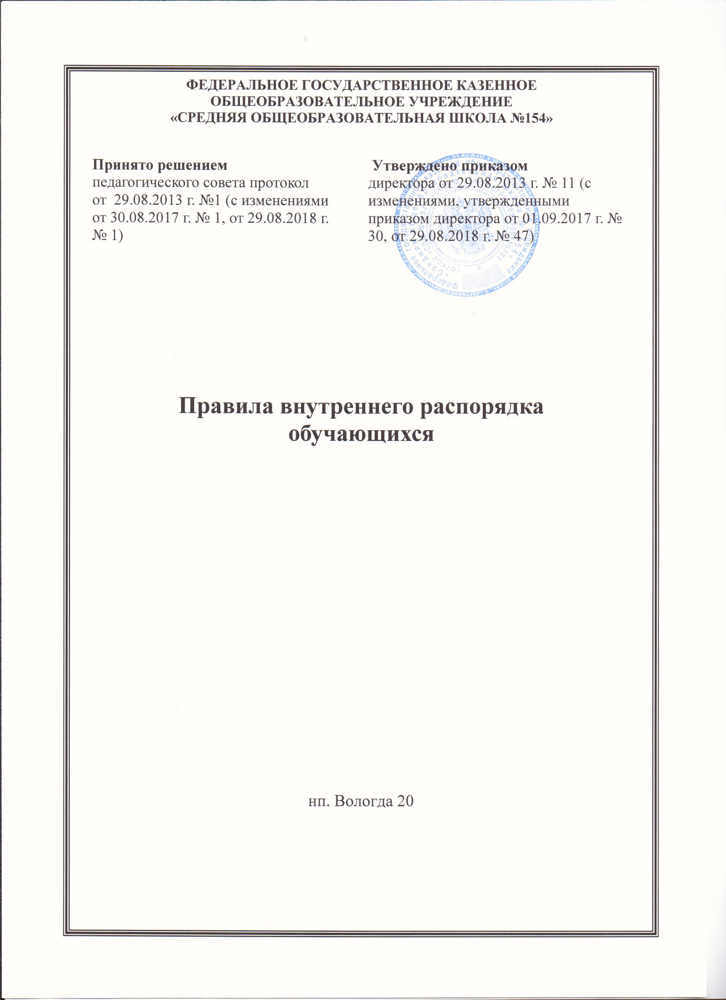 ФЕДЕРАЛЬНОЕ ГОСУДАРСТВЕННОЕ КАЗЕННОЕ
ОБЩЕОБРАЗОВАТЕЛЬНОЕ УЧРЕЖДЕНИЕ
«СРЕДНЯЯ ОБЩЕОБРАЗОВАТЕЛЬНАЯ ШКОЛА №154»
Принято решением
педагогического совета протокол
от 29.08.2013 г. №1 (с изменениями
от 30.08.2017 г. № 1, от 29.08.2018 г.
№ 1)
Утверждено приказом
директора от 29.08.2013 г. № 11 (с
изменениями, утвержденными
приказом директора от 01.09.2017 г. №
30, от 29.08.2018 г. № 47)
Правила внутреннего распорядка
обучающихся
нп. Вологда 20